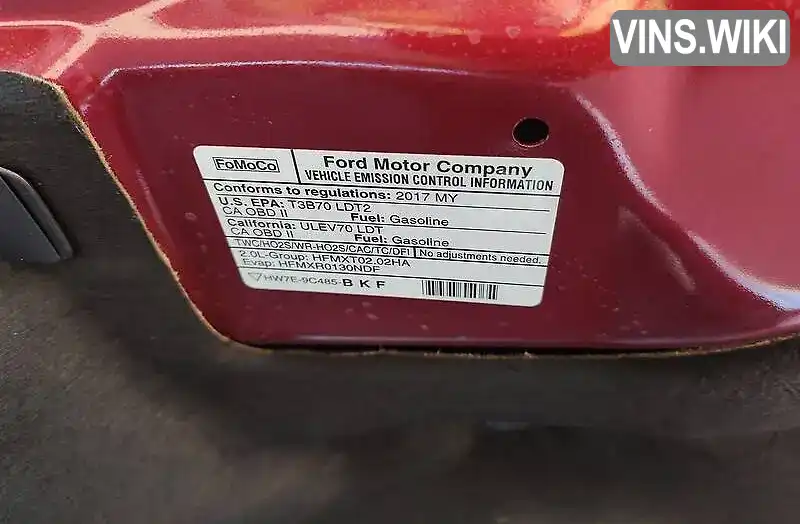 VINS.WIKI
FoMoCo
Ford Motor Company
VEHICLE EMISSION CONTROL INFORMATION
Conforms to regulations: 2017 MY
U.S. EPA: T3B70 LDT2
CA OBD II Fuel: Gasoline
California: ULEV70 LDT
CA OBD II Fuel: Gasoline
TWC/HO2S/WR-HO2S/CAC/TC/DFI No adjustments needed.
2.0L-Group: HFMXT02.02HA
Evap: HFMXR0130NDF
HW7E-9C485-B K F